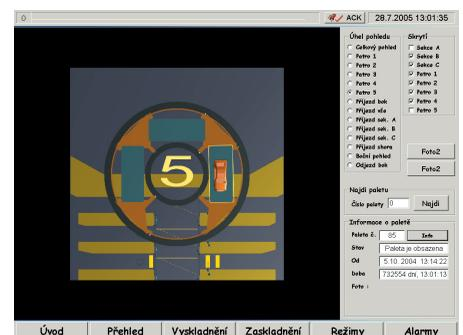 0
ACK
28.7.2005 13:01:35
Úhel pohledu
Celkový pohled
Patro 1
Patro 2
Patro 3
Patro 4
Patro 5
Příjezd bok
Příjezd vře
Příjezd sek. A
Příjezd sek. B
Příjezd sek. C
Příjezd shora
Boční pohled
Odjezd bok
Skrytí
Sekce A
Sekce B
Sekce C
Patro 1
Patro 2
Patro 3
Patro 4
Patro 5
Foto2
Foto2
5
Najdi paletu
Číslo palety 0 Najdi
Informace o paletě
Paleta č. 85 Info
Stav Paleta je obsazena
Od 5.10. 2004 13:14:22
Doba 732554 dní, 13:01:13
Foto :
Úvod Přehled Vyskladnění Zaskladnění Režimy Alarmy